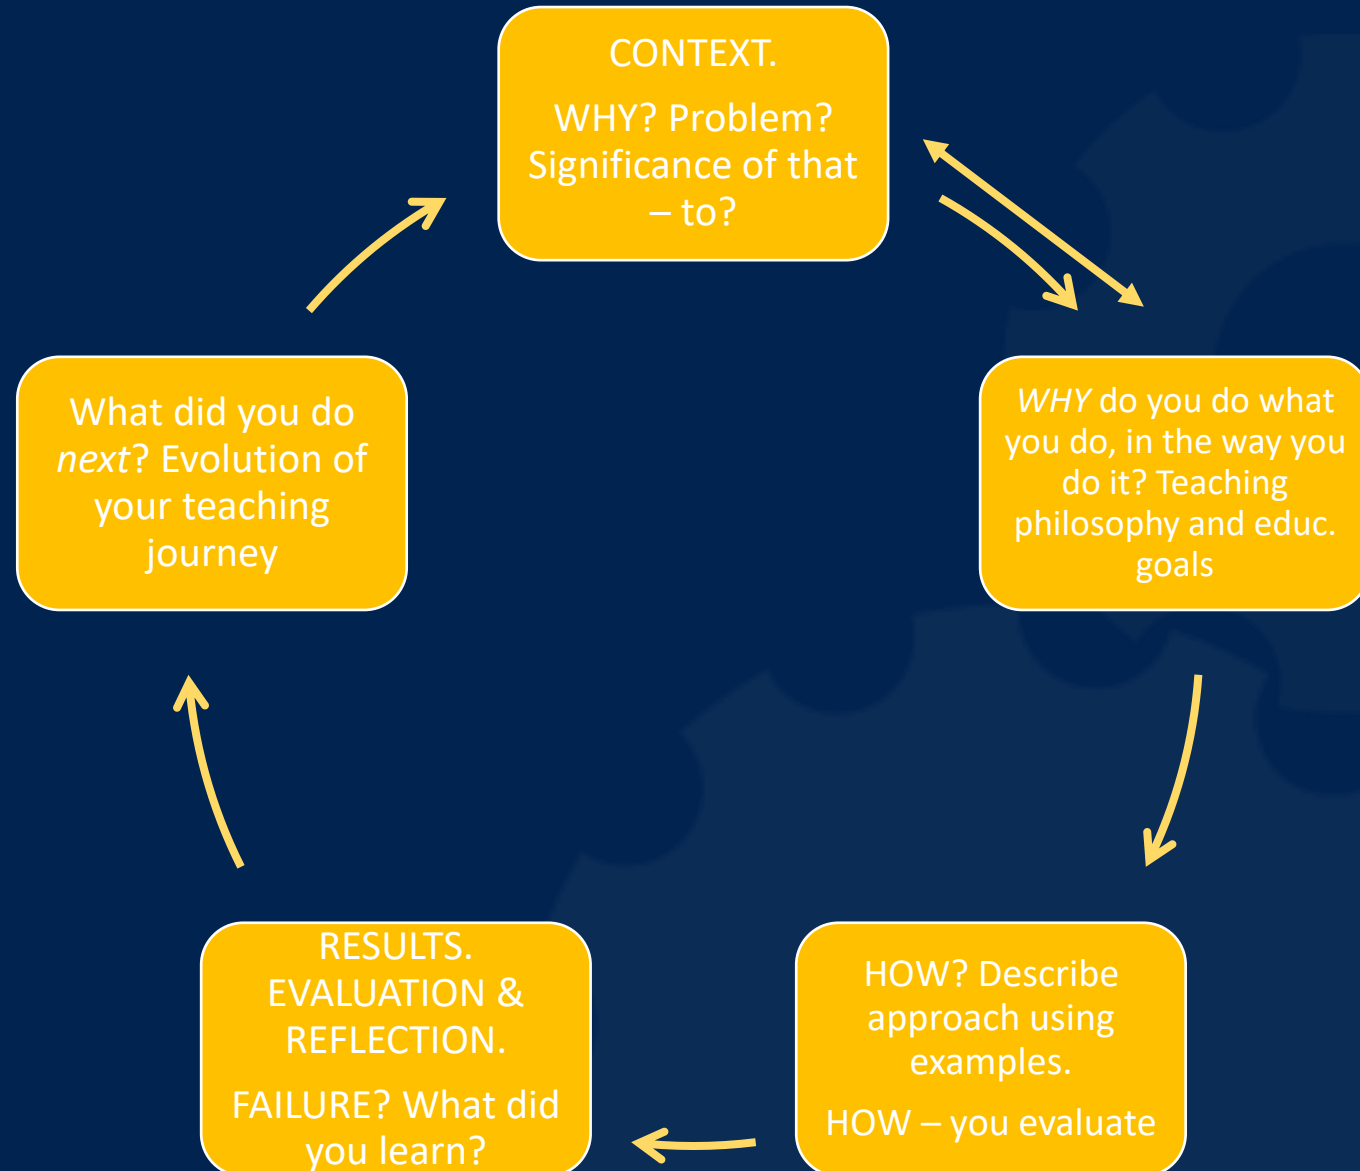 CONTEXT.
WHY? Problem?
Significance of that
– to?
WHY do you do what
you do, in the way you
do it? Teaching
philosophy and educ.
goals
HOW? Describe
approach using
examples.
HOW – you evaluate
RESULTS.
EVALUATION &
REFLECTION.
FAILURE? What did
you learn?
What did you do
next? Evolution of
your teaching
journey